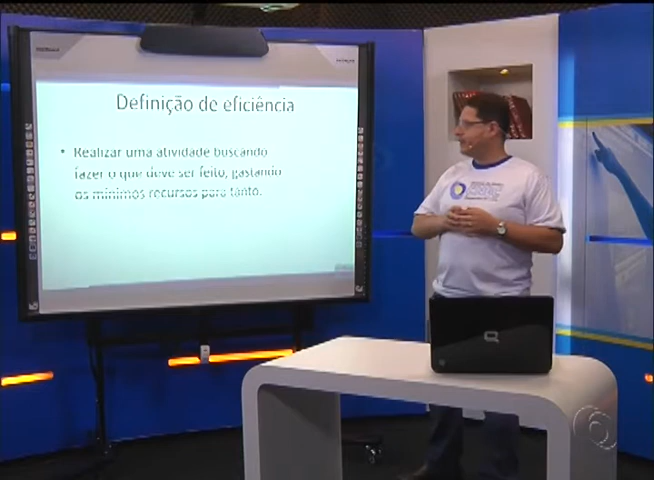 Definição de eficiência
• Realizar uma atividade buscando
fazer o que deve ser feito, gastando
os mínimos recursos para tanto.